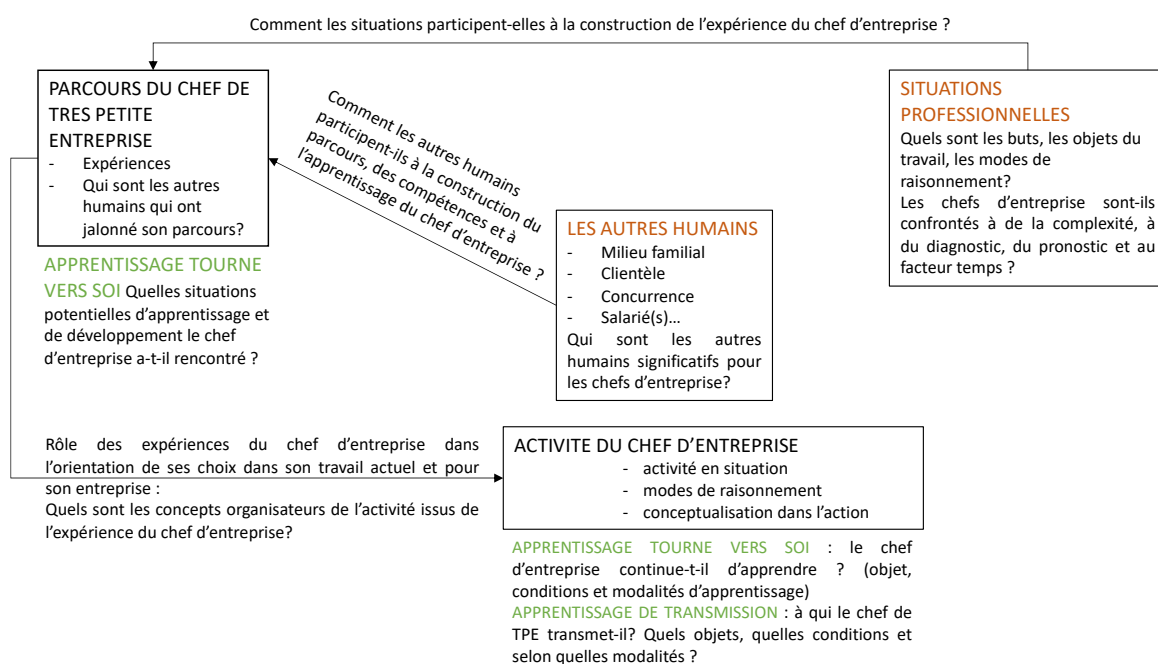 Comment les situations participent-elles à la construction de l'expérience du chef d'entreprise ?
PARCOURS DU CHEF DE
TRES PETITE
ENTREPRISE
- Expériences
- Qui sont les autres
humains qui ont
jalonné son parcours?
APPRENTISSAGE TOURNE
VERS SOI Quelles situations
potentielles d'apprentissage et
de développement le chef
d'entreprise a-t-il rencontré ?
Comment les autres humains
participent-ils à la construction du
parcours, des compétences et à
l'apprentissage du chef d'entreprise ?
LES AUTRES HUMAINS
- Milieu familial
- Clientèle
- Concurrence
- Salarié(s)…
Qui sont les autres
humains significatifs pour
les chefs d'entreprise?
SITUATIONS
PROFESSIONNELLES
Quels sont les buts, les objets du
travail, les modes de
raisonnement?
Les chefs d'entreprise sont-ils
confrontés à de la complexité, à
du diagnostic, du pronostic et au
facteur temps ?
Rôle des expériences du chef d'entreprise dans
l'orientation de ses choix dans son travail actuel et pour
son entreprise :
Quels sont les concepts organisateurs de l'activité issus de
l'expérience du chef d'entreprise?
ACTIVITE DU CHEF D'ENTREPRISE
- activité en situation
- modes de raisonnement
- conceptualisation dans l'action
APPRENTISSAGE TOURNE VERS SOI : le chef
d'entreprise continue-t-il d'apprendre ? (objet,
conditions et modalités d'apprentissage)
APPRENTISSAGE DE TRANSMISSION : à qui le chef de
TPE transmet-il? Quels objets, quelles conditions et
selon quelles modalités ?